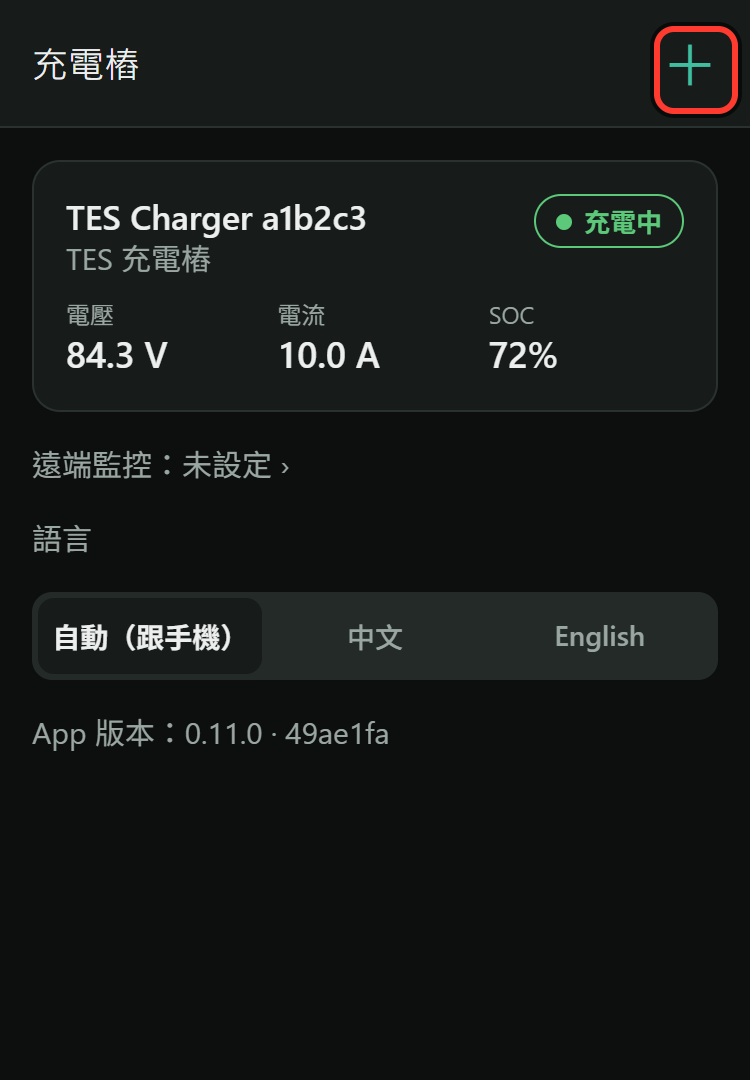 充電樁
TES Charger a1b2c3
充電中
TES 充電樁
電壓
電流
SOC
84.3 V
10.0 A
72%
遠端監控：未設定 ›
語言
自動（跟手機）
中文
English
App 版本：0.11.0 · 49ae1fa